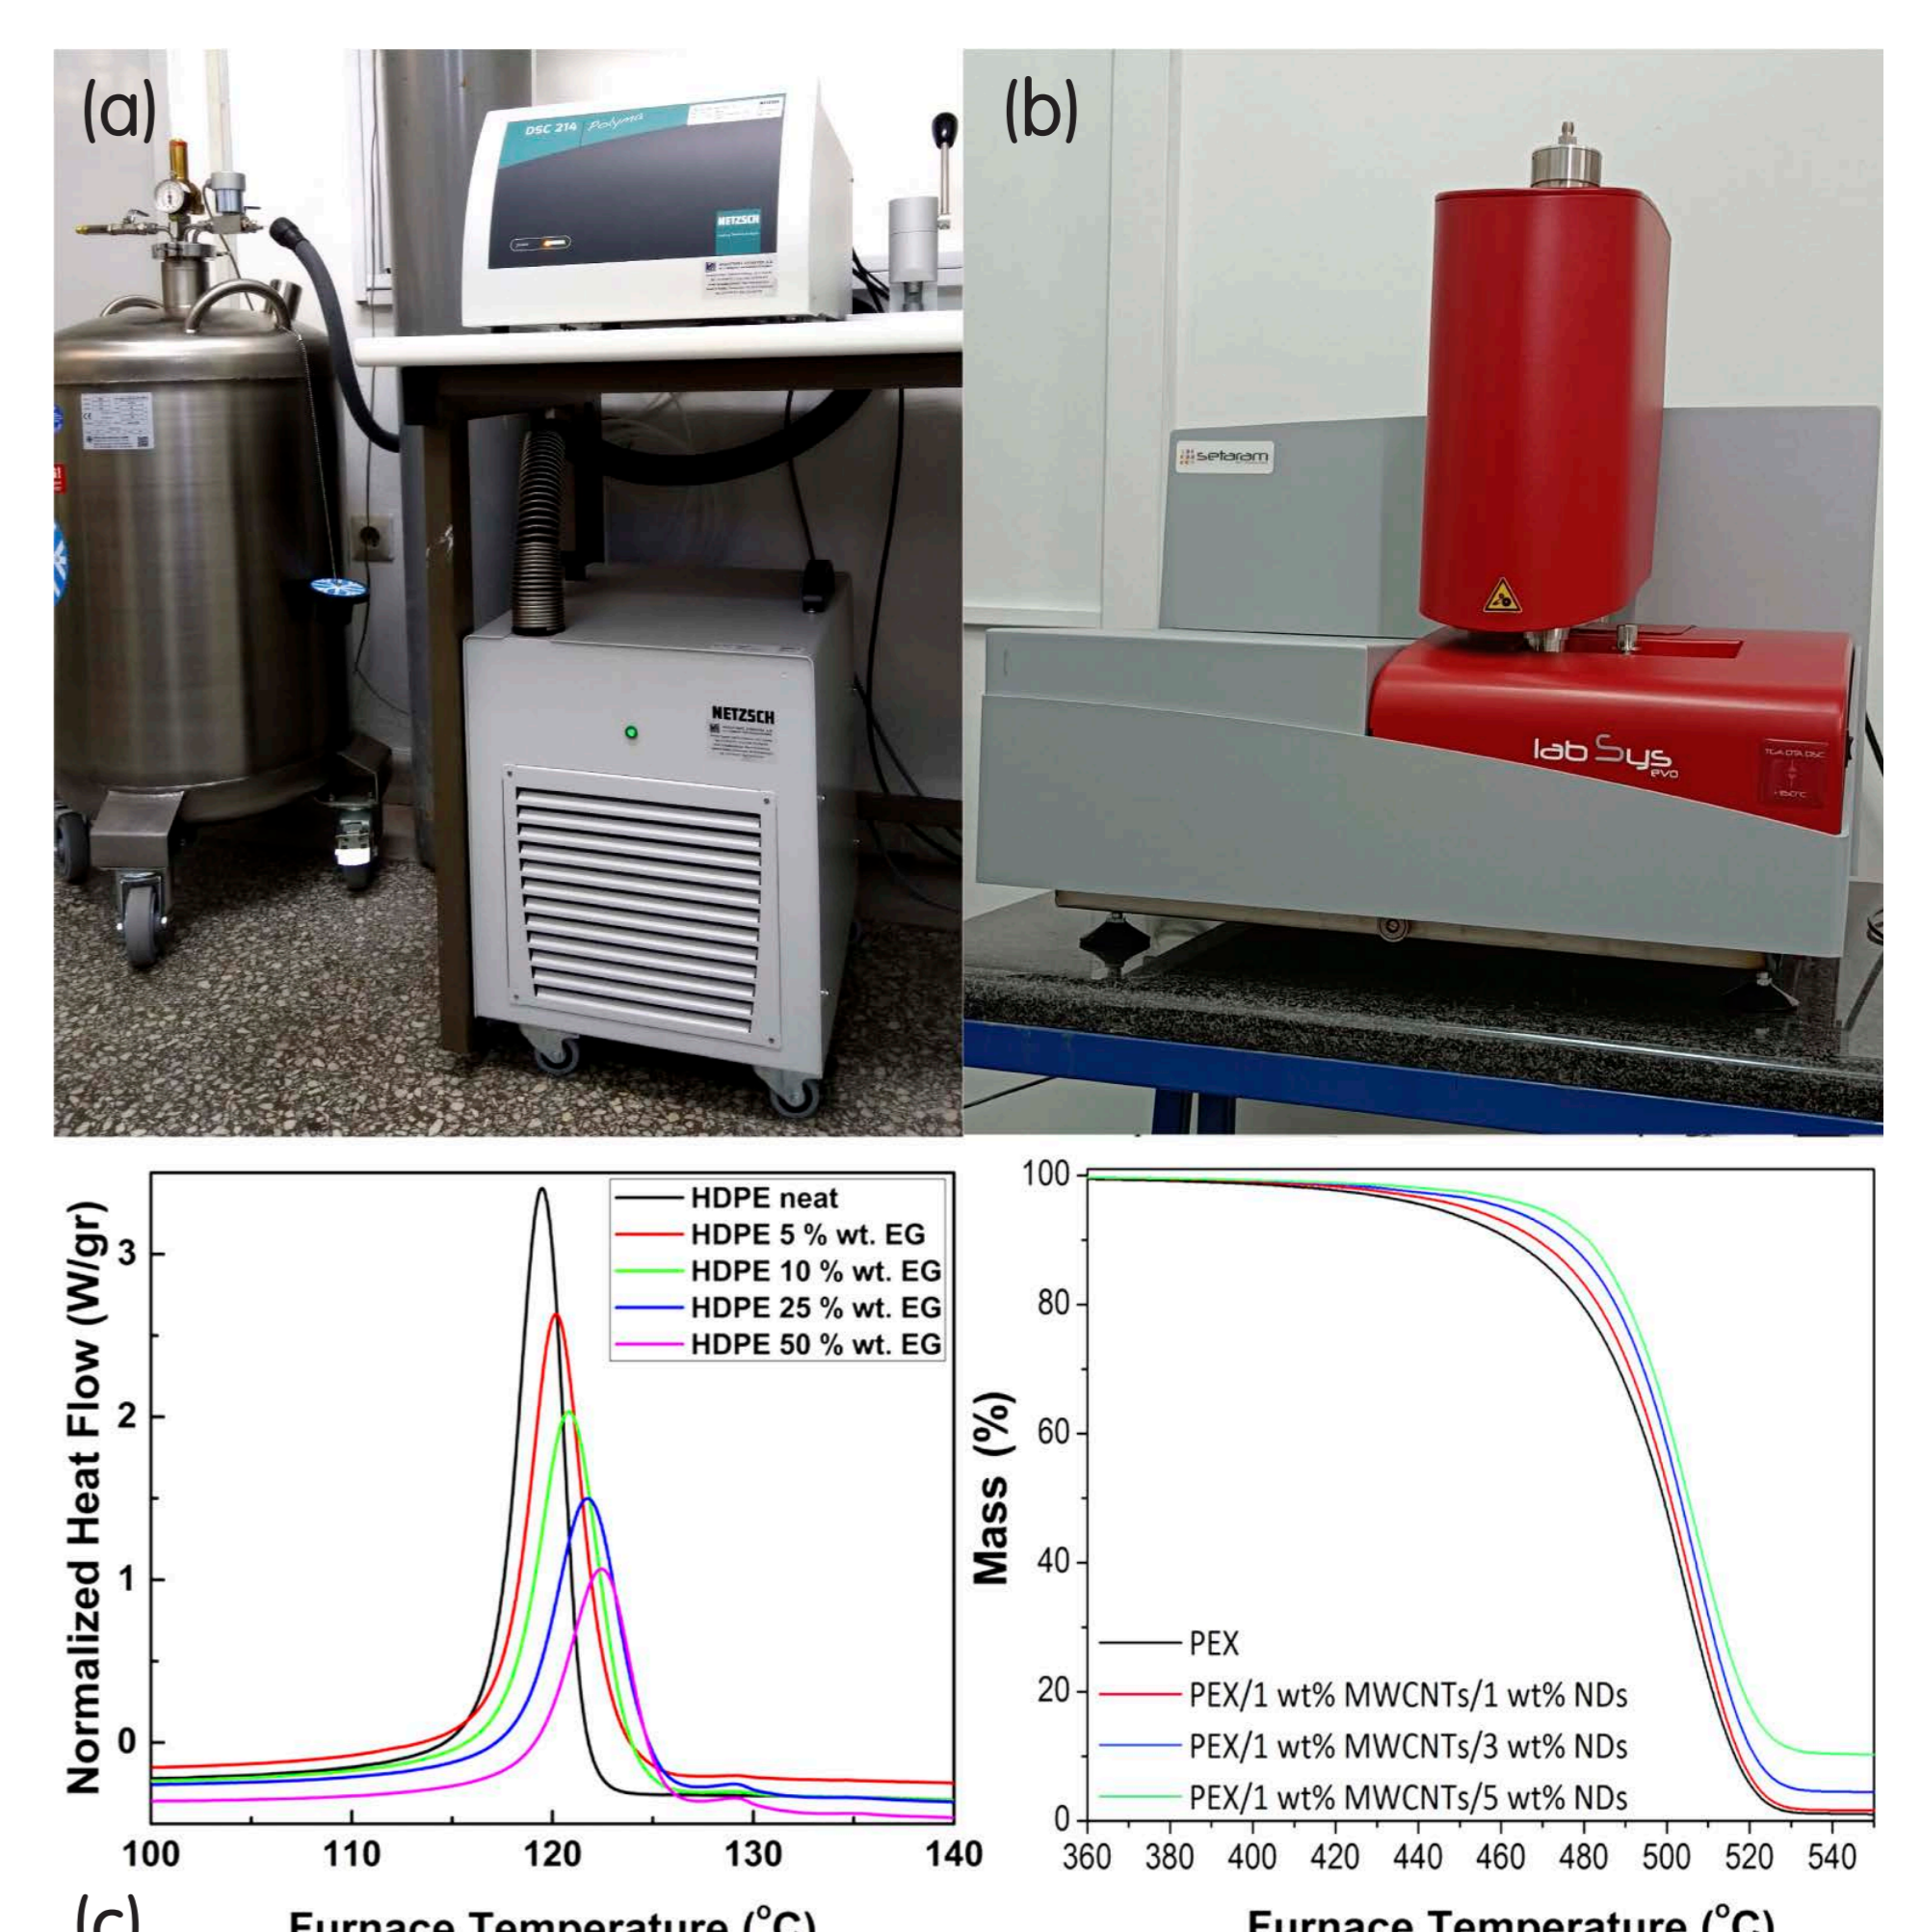 (a)
DSC 214 Polyma
NETZSCH
NETZSCH
(b)
setaram
lab Sys
evo
TGA DTA DSC
Normalized Heat Flow (W/gr)
3
2
1
0
HDPE neat
HDPE 5 % wt. EG
HDPE 10 % wt. EG
HDPE 25 % wt. EG
HDPE 50 % wt. EG
100 110 120 130 140
Furnace Temperature (°C)
(c)
Mass (%)
100
80
60
40
20
0
PEX
PEX/1 wt% MWCNTs/1 wt% NDs
PEX/1 wt% MWCNTs/3 wt% NDs
PEX/1 wt% MWCNTs/5 wt% NDs
360 380 400 420 440 460 480 500 520 540
Furnace Temperature (°C)